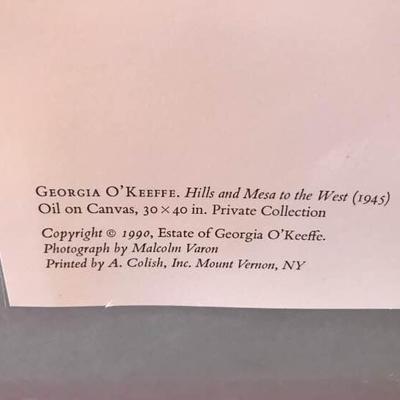 GEORGIA O'KEEFFE. Hills and Mesa to the West (1945)
Oil on Canvas, 30 × 40 in. Private Collection
Copyright © 1990, Estate of Georgia O'Keeffe.
Photograph by Malcolm Varon
Printed by A. Colish, Inc. Mount Vernon, NY